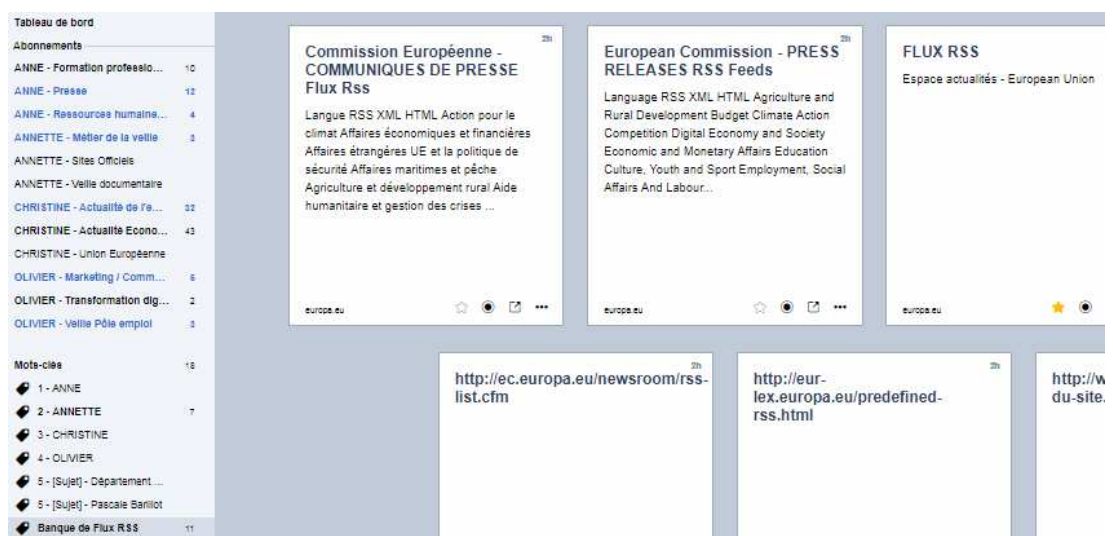 Tableau de bord
Abonnements
ANNE - Formation professio... 10
ANNE - Presse 12
ANNE - Ressources humaine... 4
ANNETTE - Métier de la veille 3
ANNETTE - Sites Officiels
ANNETTE - Veille documentaire
CHRISTINE - Actualité de l'e... 32
CHRISTINE - Actualité Econo... 43
CHRISTINE - Union Européenne
OLIVIER - Marketing / Comm... 6
OLIVIER - Transformation dig... 2
OLIVIER - Veille Pôle emploi 3
Mots-clés 18
1 - ANNE
2 - ANNETTE 7
3 - CHRISTINE
4 - OLIVIER
5 - [Sujet] - Département ...
5 - [Sujet] - Pascale Barillot
Banque de Flux RSS 11
2h
Commission Européenne -
COMMUNIQUES DE PRESSE
Flux Rss
Langue RSS XML HTML Action pour le
climat Affaires économiques et financières
Affaires étrangères UE et la politique de
sécurité Affaires maritimes et pêche
Agriculture et développement rural Aide
humanitaire et gestion des crises ...
europa.eu
2h
European Commission - PRESS
RELEASES RSS Feeds
Language RSS XML HTML Agriculture and
Rural Development Budget Climate Action
Competition Digital Economy and Society
Economic and Monetary Affairs Education
Culture, Youth and Sport Employment, Social
Affairs And Labour...
europa.eu
FLUX RSS
Espace actualités - European Union
europa.eu
2h
http://ec.europa.eu/newsroom/rss-
list.cfm
2h
http://eur-
lex.europa.eu/predefined-
rss.html
http://w
du-site.